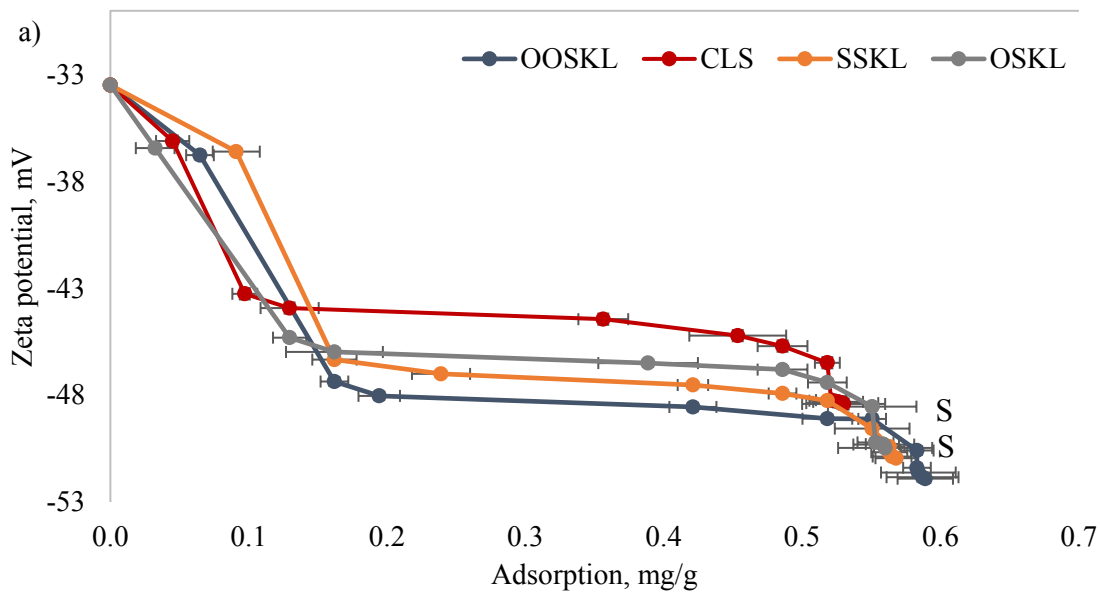 a)
OOSKL CLS SSKL OSKL
-33
-38
-43
-48
-53
Zeta potential, mV
S
S
0.0 0.1 0.2 0.3 0.4 0.5 0.6 0.7
Adsorption, mg/g